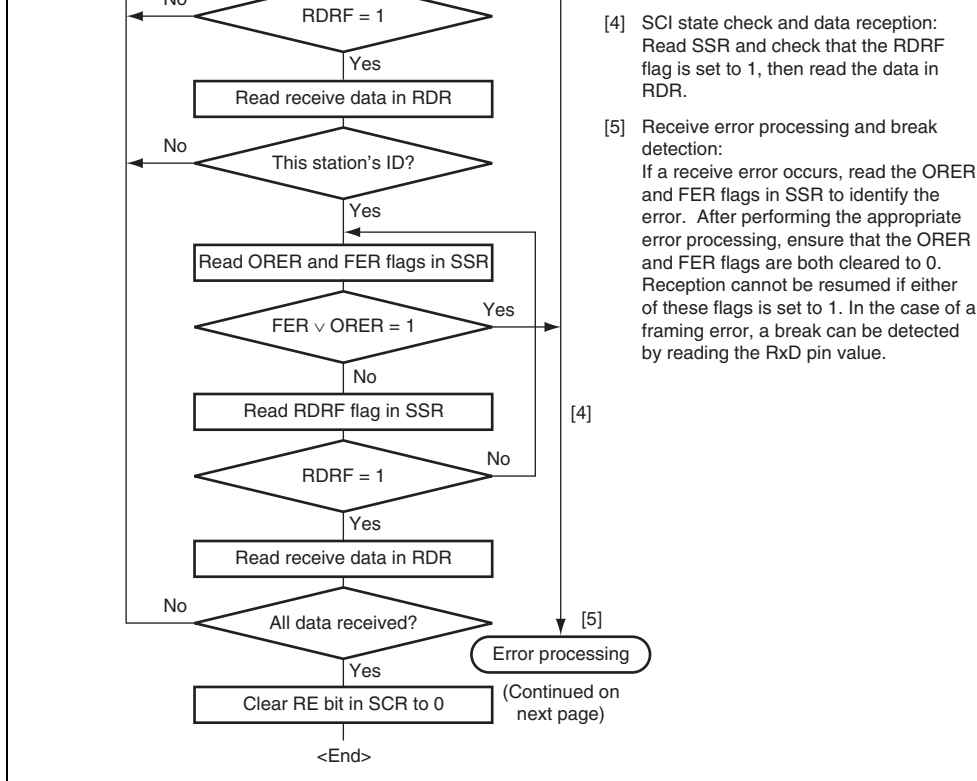 No
RDRF = 1
Yes
Read receive data in RDR
No
This station's ID?
Yes
Read ORER and FER flags in SSR
FER ∨ ORER = 1
Yes
No
Read RDRF flag in SSR
[4]
RDRF = 1
No
Yes
Read receive data in RDR
No
All data received?
[5]
Error processing
Yes
(Continued on
next page)
Clear RE bit in SCR to 0
<End>
[4] SCI state check and data reception:
Read SSR and check that the RDRF
flag is set to 1, then read the data in
RDR.
[5] Receive error processing and break
detection:
If a receive error occurs, read the ORER
and FER flags in SSR to identify the
error. After performing the appropriate
error processing, ensure that the ORER
and FER flags are both cleared to 0.
Reception cannot be resumed if either
of these flags is set to 1. In the case of a
framing error, a break can be detected
by reading the RxD pin value.